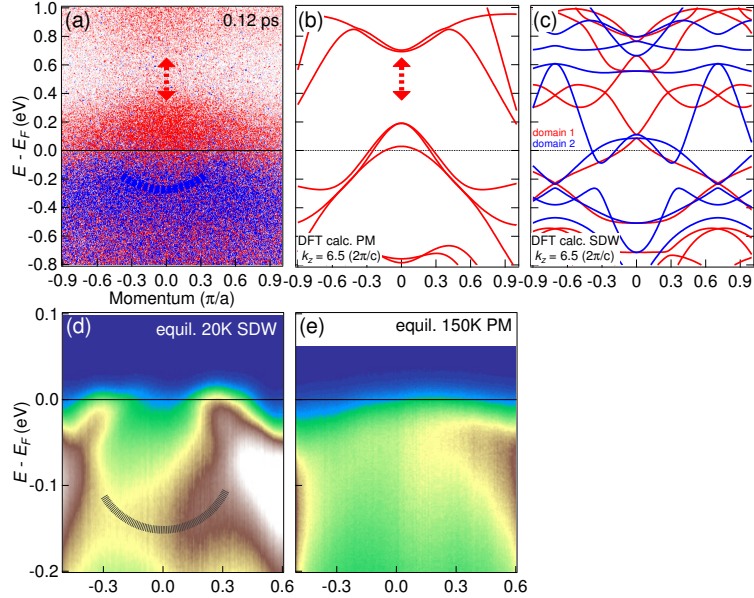 (a)
0.12 ps
(b)
(c)
1.0
0.8
0.6
0.4
0.2
0.0
-0.2
-0.4
-0.6
-0.8
E - E_F (eV)
domain 1
domain 2
DFT calc. PM
k_z = 6.5 (2π/c)
DFT calc. SDW
k_z = 6.5 (2π/c)
-0.9 -0.6 -0.3 0.0 0.3 0.6 0.9
Momentum (π/a)
-0.9 -0.6 -0.3 0 0.3 0.6 0.9
-0.9 -0.6 -0.3 0 0.3 0.6 0.9
(d) equil. 20K SDW
(e) equil. 150K PM
0.1
0.0
-0.1
-0.2
E - E_F (eV)
-0.3 0.0 0.3 0.6
-0.3 0.0 0.3 0.6